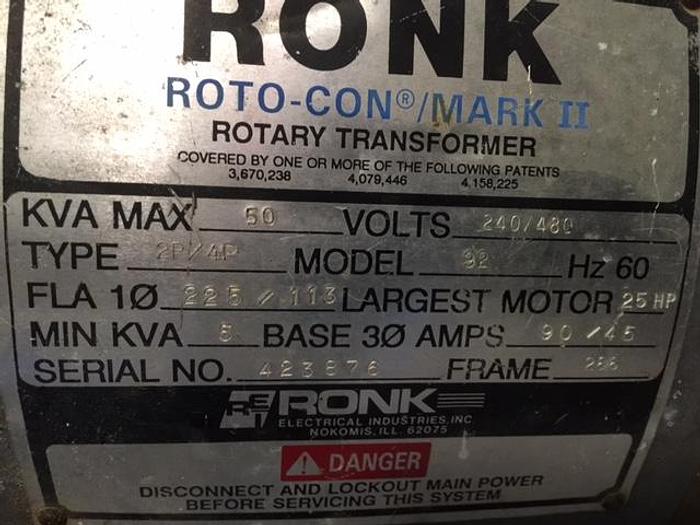 RONK
ROTO-CON®/MARK II
ROTARY TRANSFORMER
COVERED BY ONE OR MORE OF THE FOLLOWING PATENTS
3,670,238 4,079,446 4,158,225
KVA MAX 50 VOLTS 240/480
TYPE 2P/4P MODEL 92 Hz 60
FLA 1Ø 225/113 LARGEST MOTOR 25 HP
MIN KVA 5 BASE 3Ø AMPS 90/45
SERIAL NO. 423876 FRAME 286
RE RONK
ELECTRICAL INDUSTRIES, INC.
NOKOMIS, ILL. 62075
DANGER
DISCONNECT AND LOCKOUT MAIN POWER
BEFORE SERVICING THIS SYSTEM